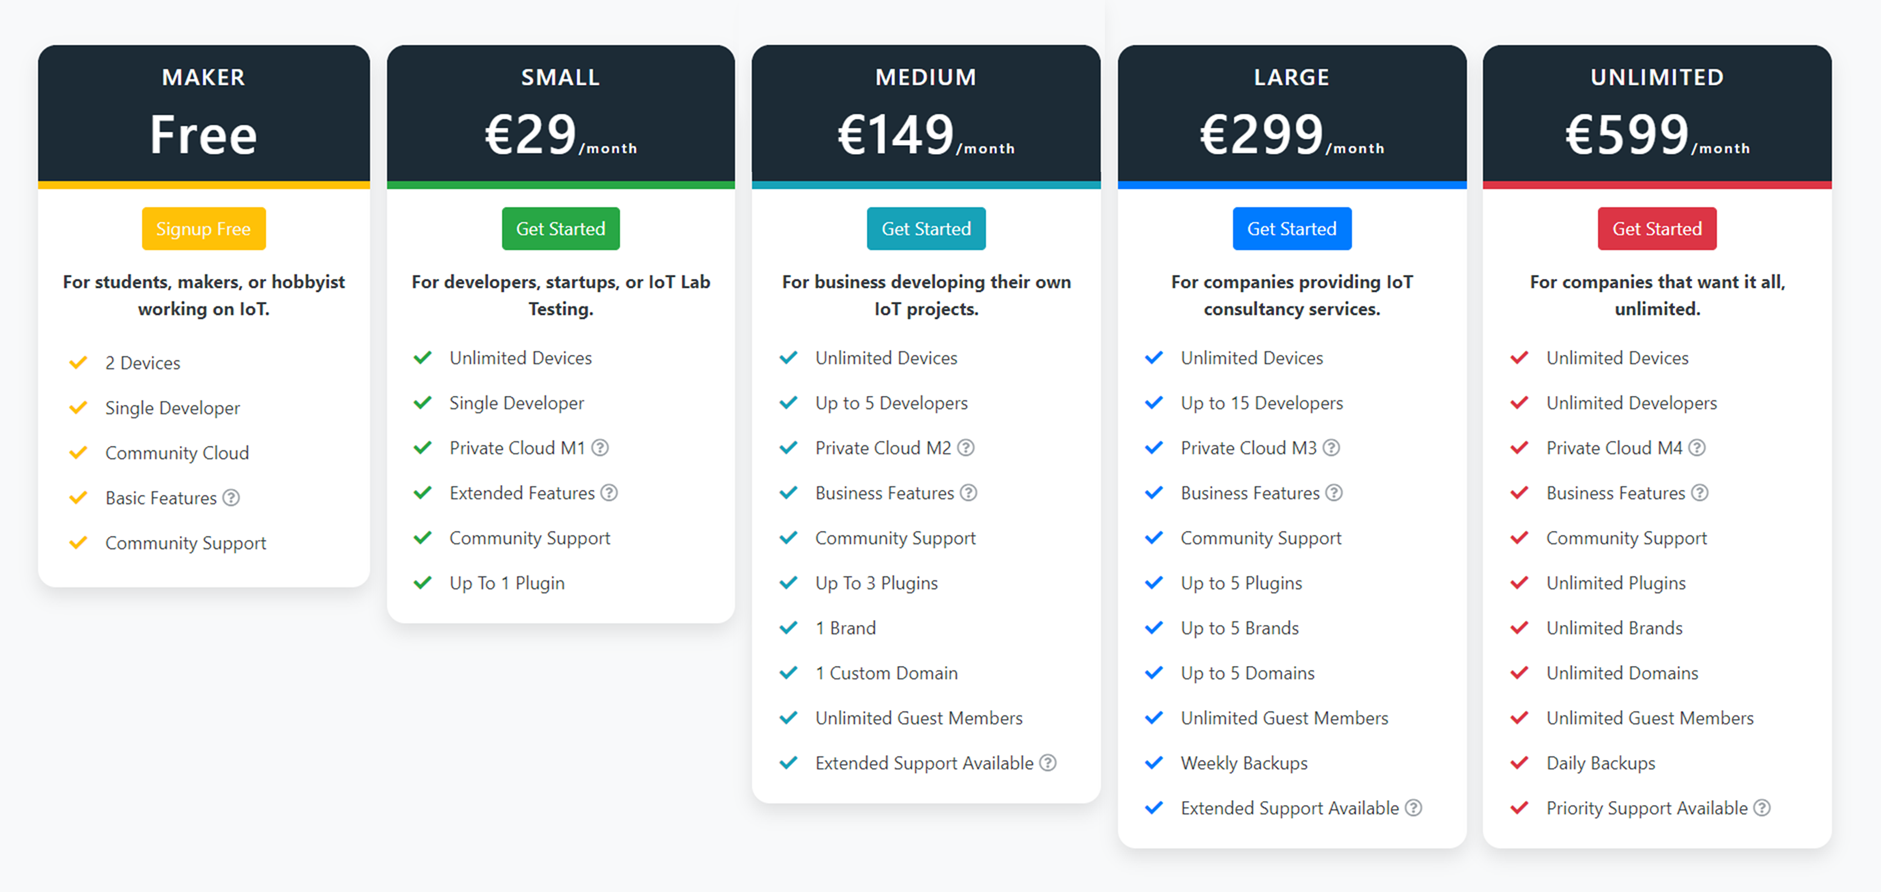 MAKER
Free
Signup Free
For students, makers, or hobbyist
working on IoT.
2 Devices
Single Developer
Community Cloud
Basic Features ?
Community Support
SMALL
€29/month
Get Started
For developers, startups, or IoT Lab
Testing.
Unlimited Devices
Single Developer
Private Cloud M1 ?
Extended Features ?
Community Support
Up To 1 Plugin
MEDIUM
€149/month
Get Started
For business developing their own
IoT projects.
Unlimited Devices
Up to 5 Developers
Private Cloud M2 ?
Business Features ?
Community Support
Up To 3 Plugins
1 Brand
1 Custom Domain
Unlimited Guest Members
Extended Support Available ?
LARGE
€299/month
Get Started
For companies providing IoT
consultancy services.
Unlimited Devices
Up to 15 Developers
Private Cloud M3 ?
Business Features ?
Community Support
Up to 5 Plugins
Up to 5 Brands
Up to 5 Domains
Unlimited Guest Members
Weekly Backups
Extended Support Available ?
UNLIMITED
€599/month
Get Started
For companies that want it all,
unlimited.
Unlimited Devices
Unlimited Developers
Private Cloud M4 ?
Business Features ?
Community Support
Unlimited Plugins
Unlimited Brands
Unlimited Domains
Unlimited Guest Members
Daily Backups
Priority Support Available ?